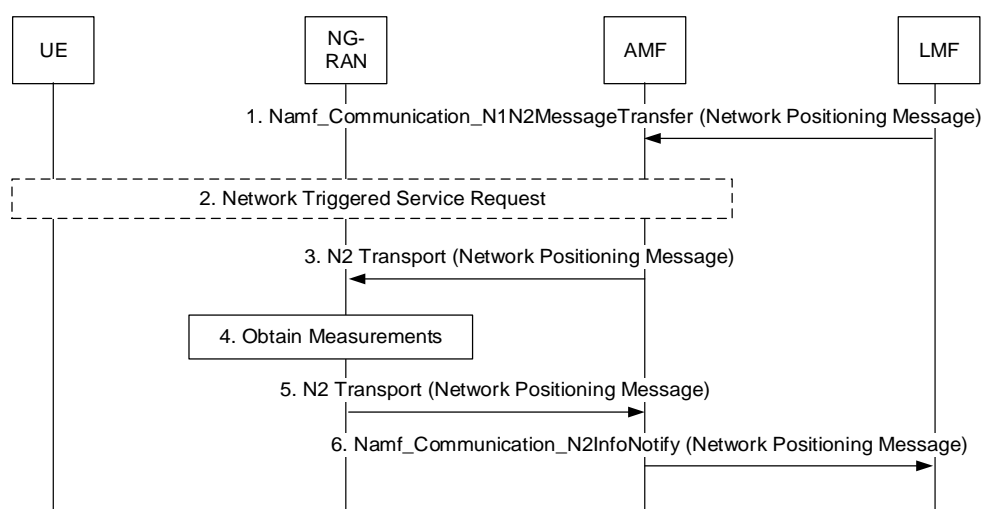 UE
NG-
RAN
AMF
LMF
1. Namf_Communication_N1N2MessageTransfer (Network Positioning Message)
2. Network Triggered Service Request
3. N2 Transport (Network Positioning Message)
4. Obtain Measurements
5. N2 Transport (Network Positioning Message)
6. Namf_Communication_N2InfoNotify (Network Positioning Message)